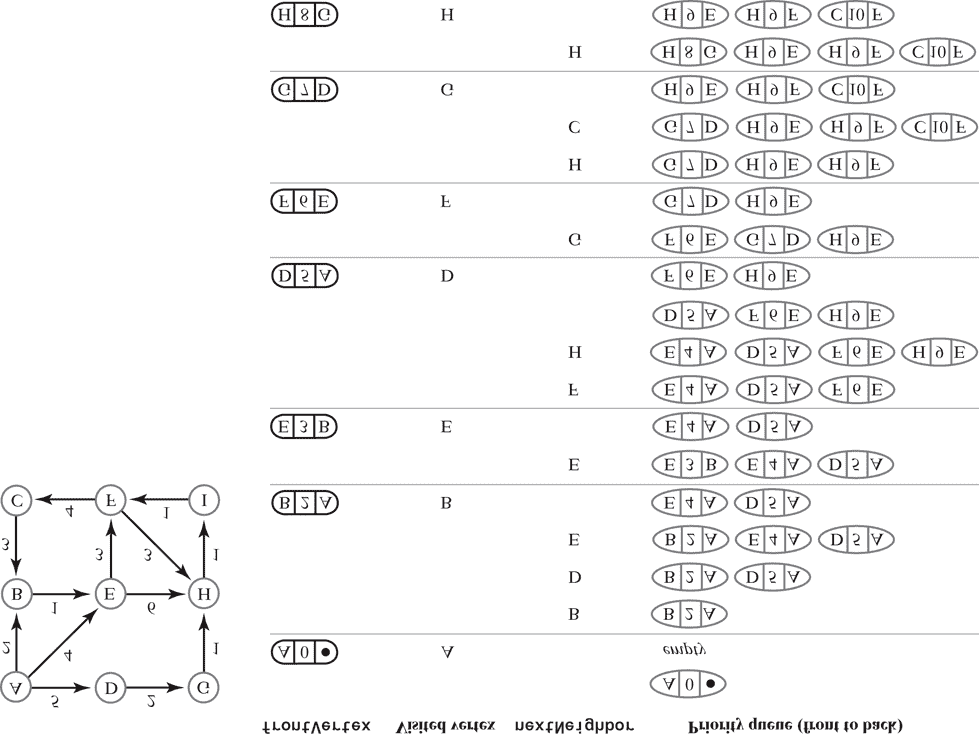 frontVertex Visited vertex nextNeighbor Priority queue (front to back)
A 0 •
A 0 • A empty
B B 2 A
D B 2 A D 5 A
E B 2 A E 4 A D 5 A
B 2 A B E 4 A D 5 A
E E 3 B E 4 A D 5 A
E 3 B E E 4 A D 5 A
F E 4 A D 5 A F 6 E
H E 4 A D 5 A F 6 E H 9 E
D 5 A F 6 E H 9 E
D 5 A D F 6 E H 9 E
G F 6 E G 7 D H 9 E
F 6 E F G 7 D H 9 E
H G 7 D H 9 E H 9 F
C G 7 D H 9 E H 9 F C 10 F
G 7 D G H 9 E H 9 F C 10 F
H H 8 G H 9 E H 9 F C 10 F
H 8 G H H 9 E H 9 F C 10 F
A 5 D 2 G
2 4 1
B 1 E 6 H
3 3 3 1
C 4 F 1 I